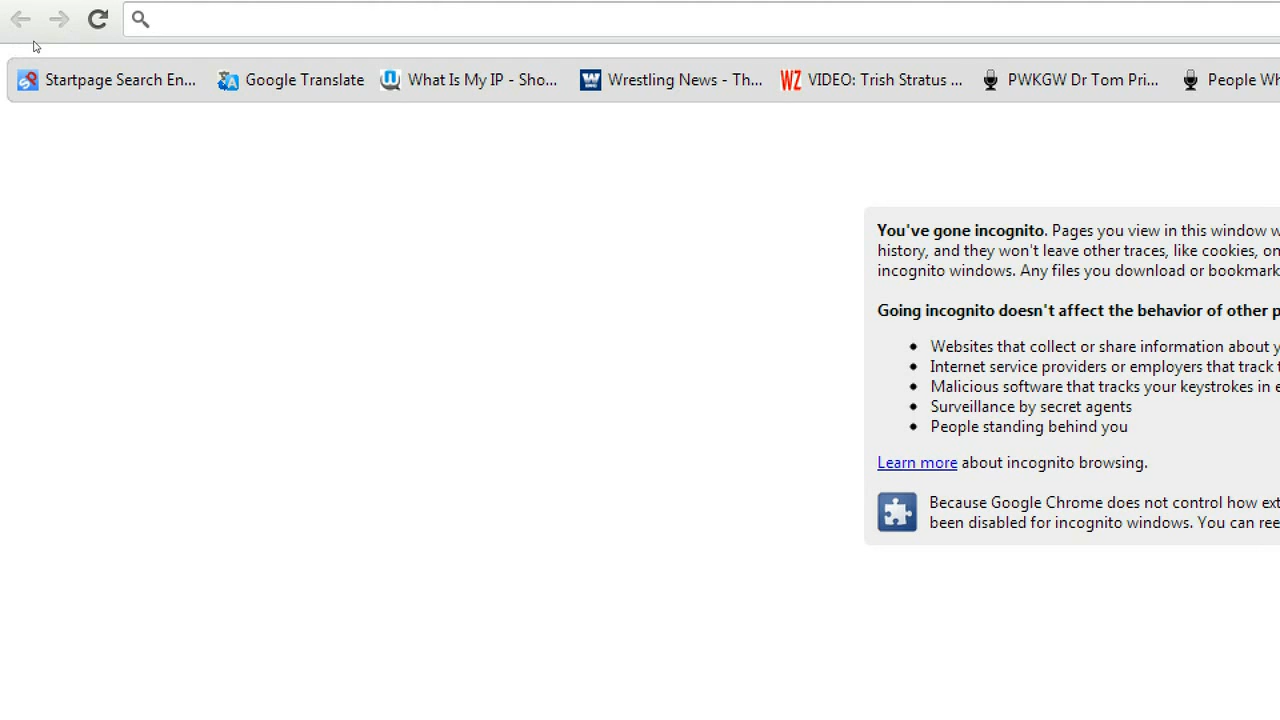 Startpage Search En... Google Translate What Is My IP - Sho... Wrestling News - Th... VIDEO: Trish Stratus ... PWKGW Dr Tom Pri... People Wh
You've gone incognito. Pages you view in this window w
history, and they won't leave other traces, like cookies, on
incognito windows. Any files you download or bookmark
Going incognito doesn't affect the behavior of other p
Websites that collect or share information about y
Internet service providers or employers that track t
Malicious software that tracks your keystrokes in e
Surveillance by secret agents
People standing behind you
Learn more about incognito browsing.
Because Google Chrome does not control how ext
been disabled for incognito windows. You can ree